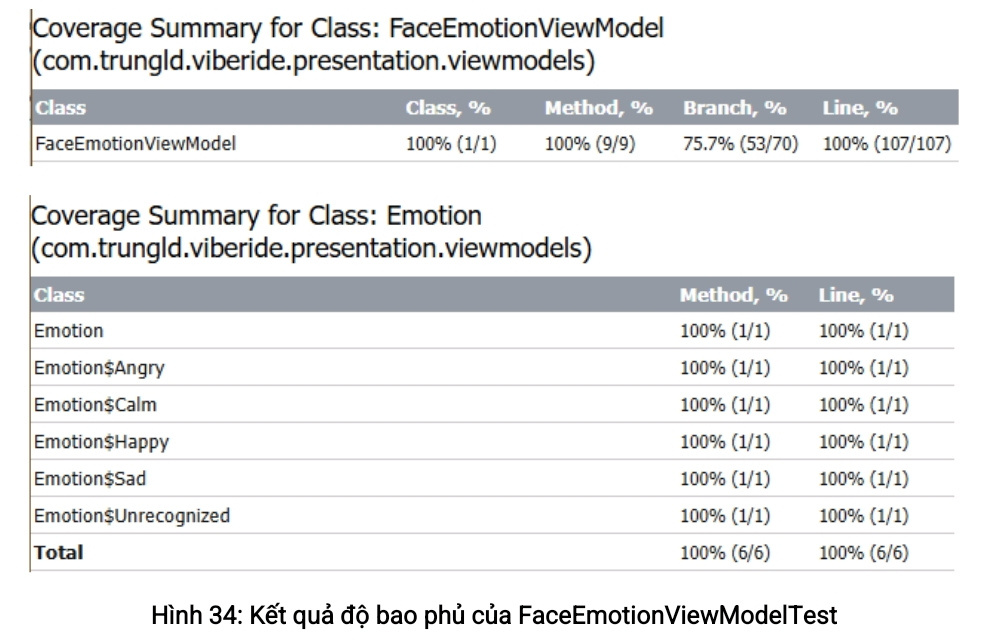 Coverage Summary for Class: FaceEmotionViewModel
(com.trungld.viberide.presentation.viewmodels)
Class Class, % Method, % Branch, % Line, %
FaceEmotionViewModel 100% (1/1) 100% (9/9) 75.7% (53/70) 100% (107/107)
Coverage Summary for Class: Emotion
(com.trungld.viberide.presentation.viewmodels)
Class Method, % Line, %
Emotion 100% (1/1) 100% (1/1)
Emotion$Angry 100% (1/1) 100% (1/1)
Emotion$Calm 100% (1/1) 100% (1/1)
Emotion$Happy 100% (1/1) 100% (1/1)
Emotion$Sad 100% (1/1) 100% (1/1)
Emotion$Unrecognized 100% (1/1) 100% (1/1)
Total 100% (6/6) 100% (6/6)
Hình 34: Kết quả độ bao phủ của FaceEmotionViewModelTest